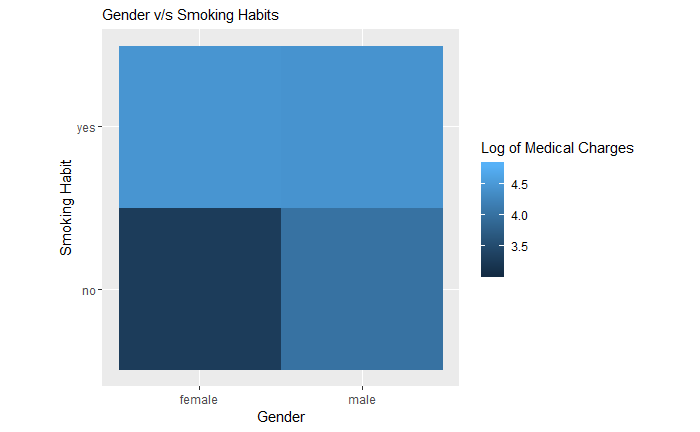 Gender v/s Smoking Habits
Smoking Habit
yes
no
female male
Gender
Log of Medical Charges
4.5
4.0
3.5